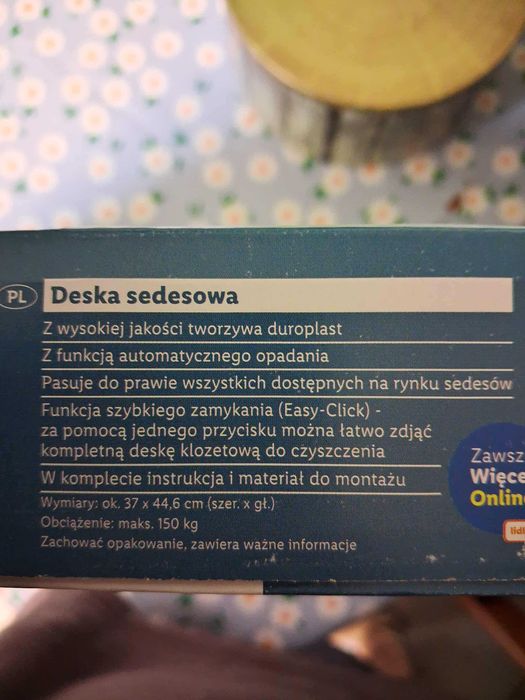 PL
Deska sedesowa
Z wysokiej jakości tworzywa duroplast
Z funkcją automatycznego opadania
Pasuje do prawie wszystkich dostępnych na rynku sedesów
Funkcja szybkiego zamykania (Easy-Click) -
za pomocą jednego przycisku można łatwo zdjąć
kompletną deskę klozetową do czyszczenia
W komplecie instrukcja i materiał do montażu
Wymiary: ok. 37 x 44,6 cm (szer. x gł.)
Obciążenie: maks. 150 kg
Zachować opakowanie, zawiera ważne informacje
Zawsz
Więce
Online
lidl